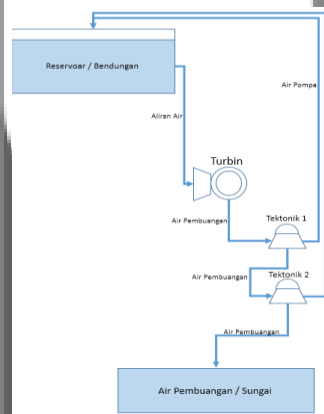 Reservoar / Bendungan
Air Pompa
Aliran Air
Turbin
Air Pembuangan
Tektonik 1
Air Pembuangan
Tektonik 2
Air Pembuangan
Air Pembuangan / Sungai